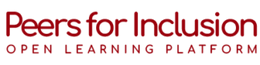 Peers for Inclusion
OPEN LEARNING PLATFORM